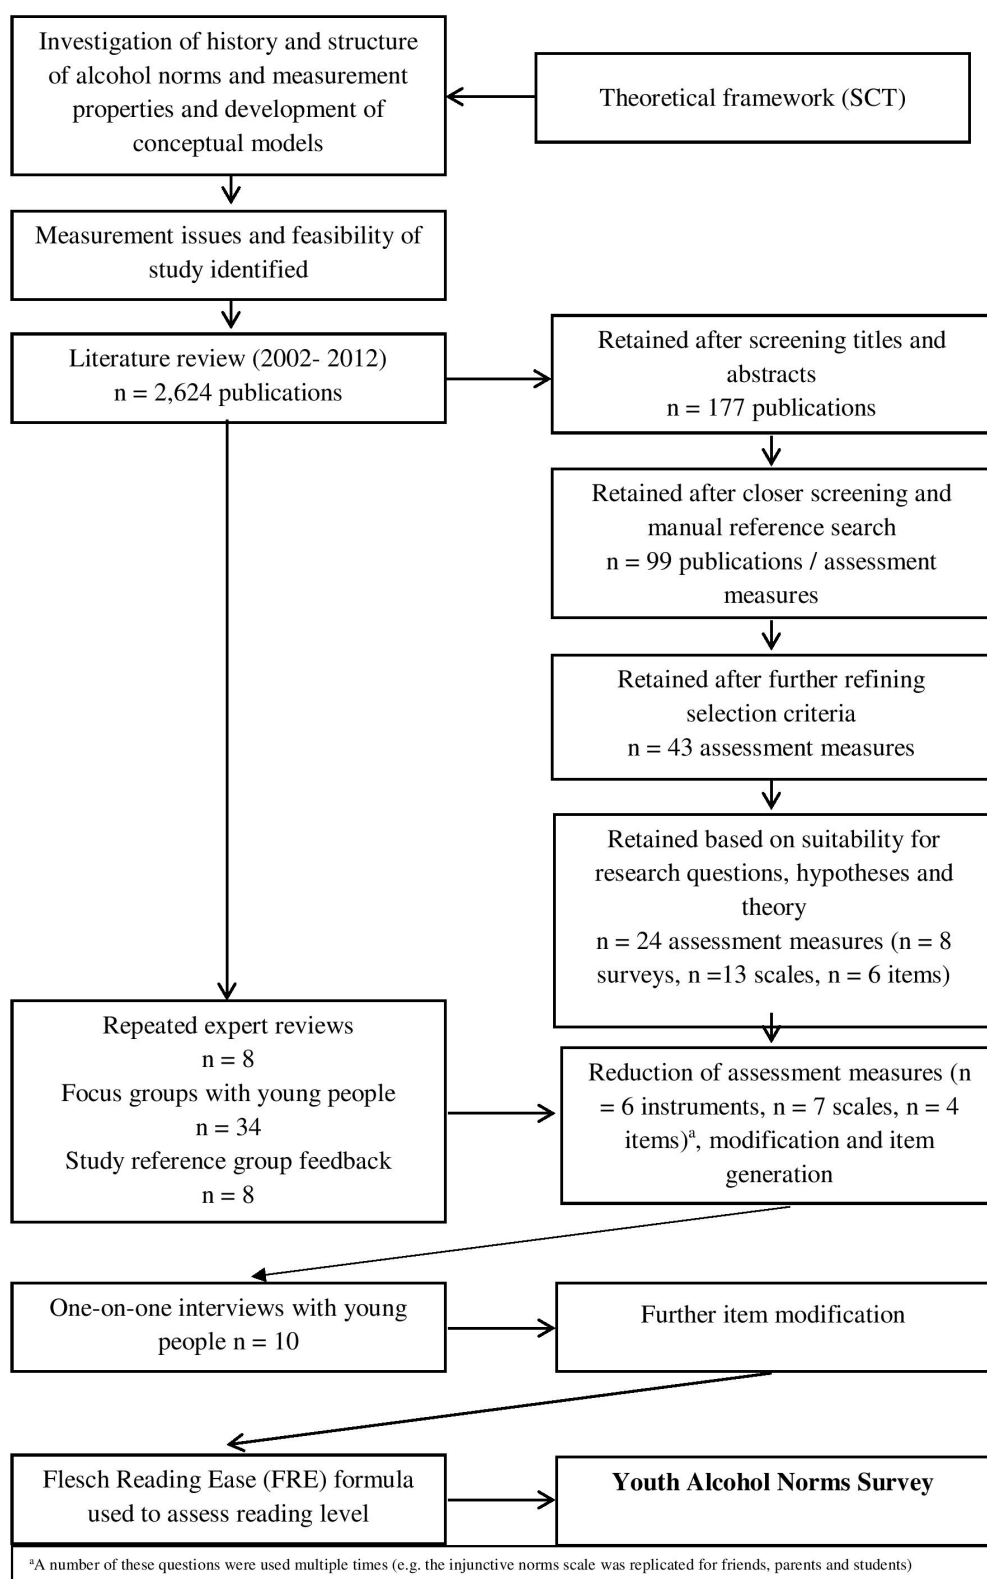 Investigation of history and structure
of alcohol norms and measurement
properties and development of
conceptual models
Theoretical framework (SCT)
Measurement issues and feasibility of
study identified
Literature review (2002- 2012)
n = 2,624 publications
Retained after screening titles and
abstracts
n = 177 publications
Retained after closer screening and
manual reference search
n = 99 publications / assessment
measures
Retained after further refining
selection criteria
n = 43 assessment measures
Retained based on suitability for
research questions, hypotheses and
theory
n = 24 assessment measures (n = 8
surveys, n =13 scales, n = 6 items)
Repeated expert reviews
n = 8
Focus groups with young people
n = 34
Study reference group feedback
n = 8
Reduction of assessment measures (n
= 6 instruments, n = 7 scales, n = 4
items)ᵃ, modification and item
generation
One-on-one interviews with young
people n = 10
Further item modification
Flesch Reading Ease (FRE) formula
used to assess reading level
Youth Alcohol Norms Survey
ᵃA number of these questions were used multiple times (e.g. the injunctive norms scale was replicated for friends, parents and students)